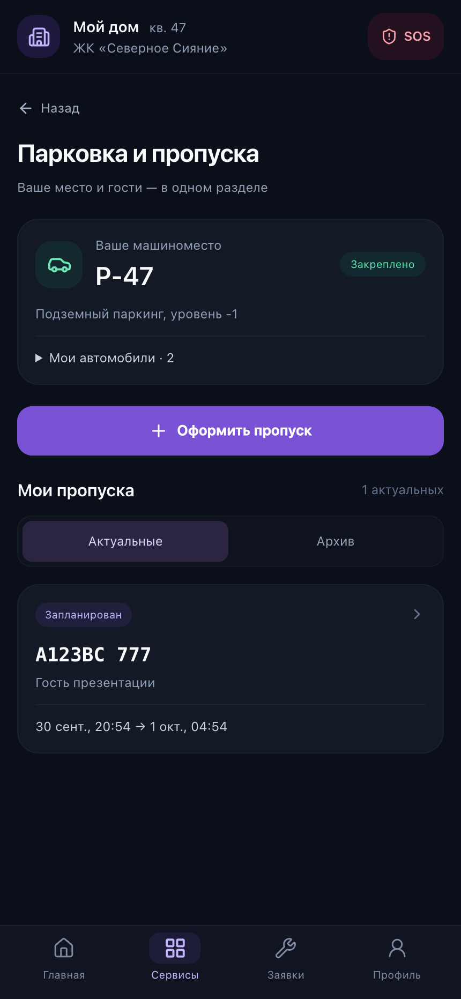 Мой дом кв. 47
ЖК «Северное Сияние»
SOS
Назад
Парковка и пропуска
Ваше место и гости — в одном разделе
Ваше машиноместо
P-47
Закреплено
Подземный паркинг, уровень -1
Мои автомобили · 2
Оформить пропуск
Мои пропуска
1 актуальных
Актуальные
Архив
Запланирован
А123ВС 777
Гость презентации
30 сент., 20:54 → 1 окт., 04:54
Главная
Сервисы
Заявки
Профиль